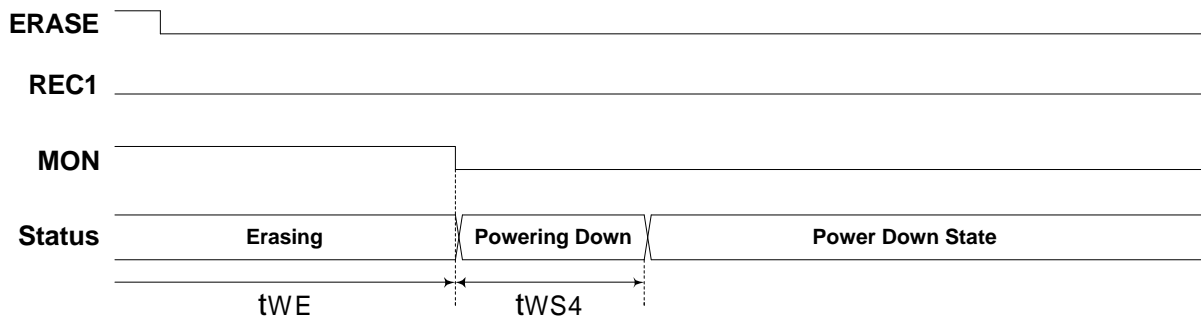 ERASE
REC1
MON
Status Erasing Powering Down Power Down State
tWE tWS4